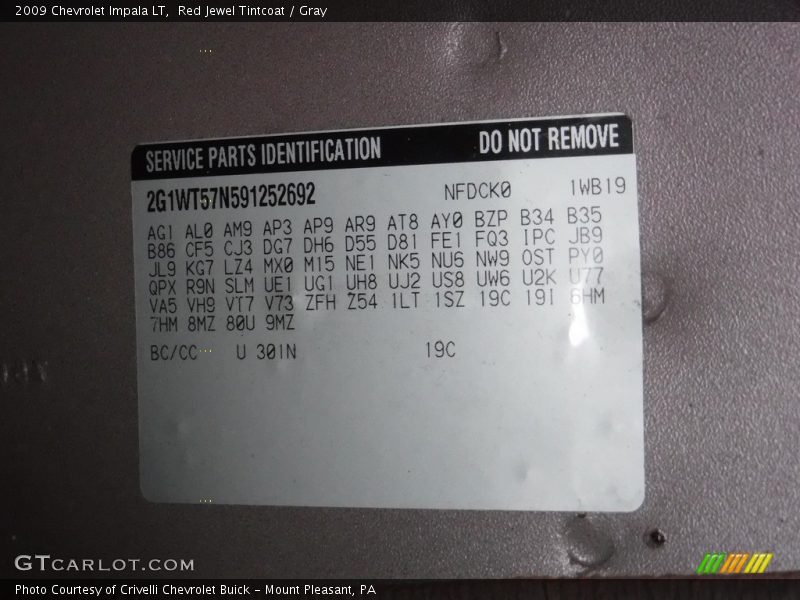 2009 Chevrolet Impala LT,  Red Jewel Tintcoat / Gray
SERVICE PARTS IDENTIFICATION DO NOT REMOVE
2G1WT57N591252692 NFDCK0 1WB19
AG1 AL0 AM9 AP3 AP9 AR9 AT8 AY0 BZP B34 B35
B86 CF5 CJ3 DG7 DH6 D55 D81 FE1 FQ3 IPC JB9
JL9 KG7 LZ4 MX0 M15 NE1 NK5 NU6 NW9 OST PY0
QPX R9N SLM UE1 UG1 UH8 UJ2 US8 UW6 U2K U77
VA5 VH9 VT7 V73 ZFH Z54 1LT 1SZ 19C 19I 6HM
7HM 8MZ 80U 9MZ
BC/CC U 301N 19C
GTCARLOT.COM
Photo Courtesy of Crivelli Chevrolet Buick - Mount Pleasant, PA